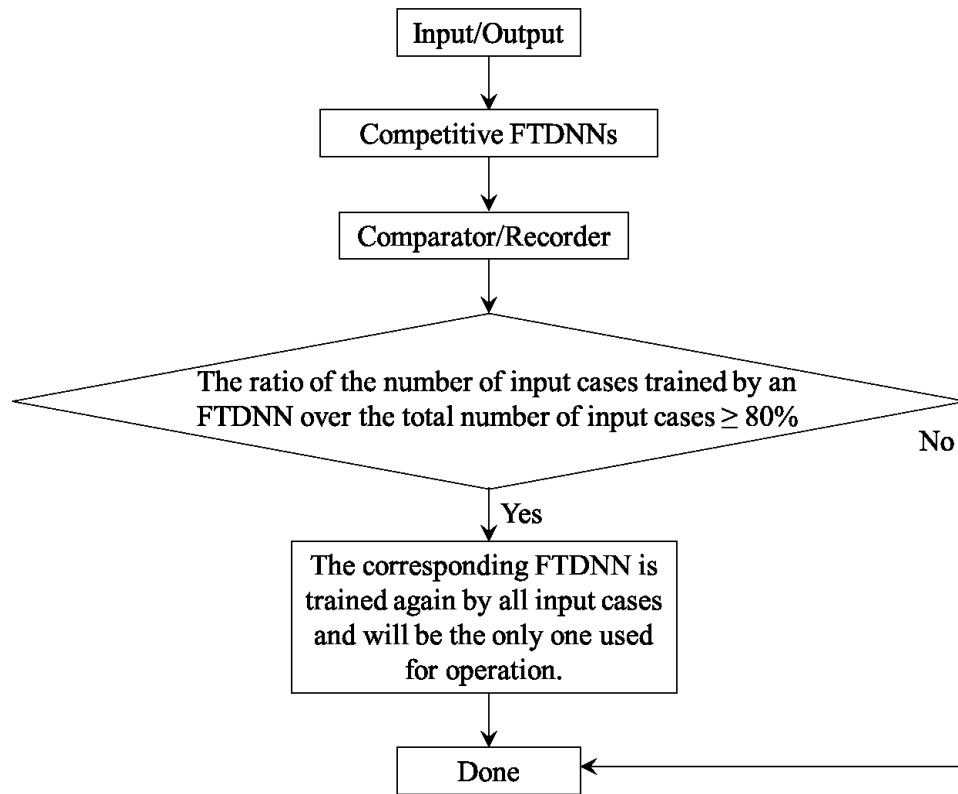 Input/Output
Competitive FTDNNs
Comparator/Recorder
The ratio of the number of input cases trained by an
FTDNN over the total number of input cases ≥ 80%
No
Yes
The corresponding FTDNN is
trained again by all input cases
and will be the only one used
for operation.
Done